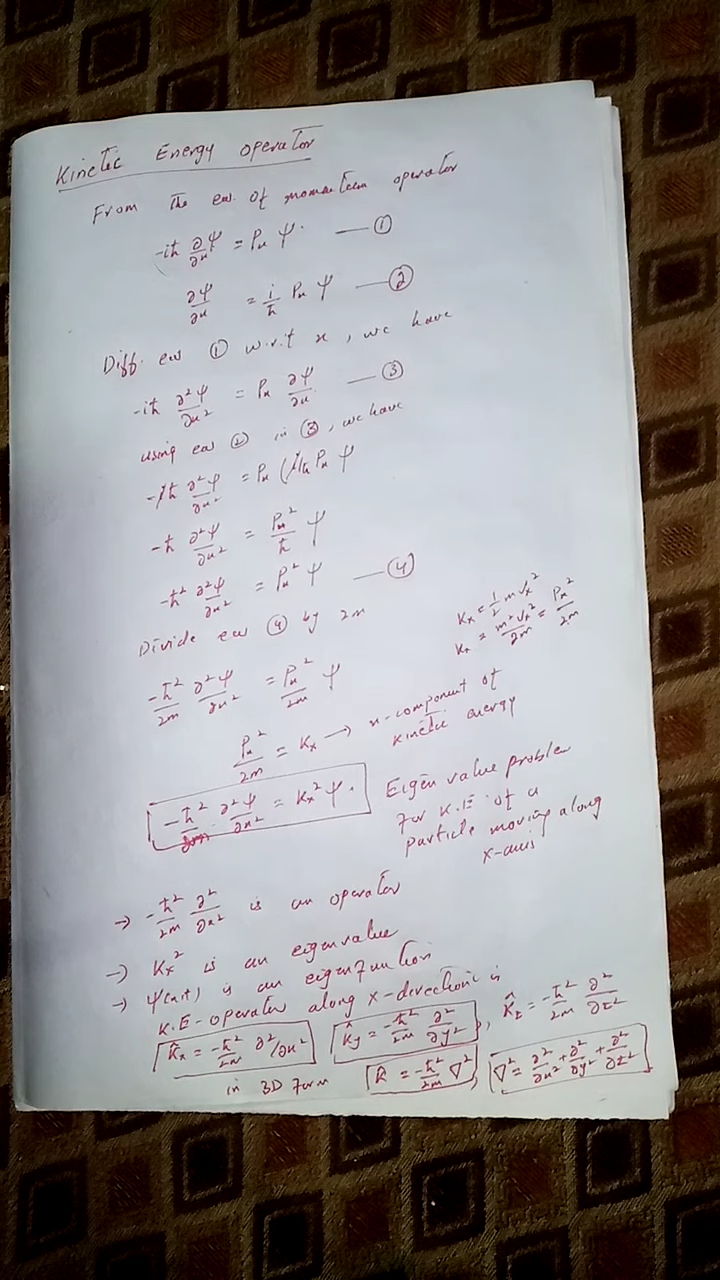 Kinetic Energy operator
From the eq. of momentum operator
-iħ ∂ψ/∂x = Px ψ. — ①
∂ψ/∂x = i/ħ Px ψ — ②
Diff. eq ① w.r.t x, we have
-iħ ∂²ψ/∂x² = Px ∂ψ/∂x — ③
using eq ② in ③, we have
-iħ ∂²ψ/∂x² = Px (i/ħ Px ψ
-ħ ∂²ψ/∂x² = Px²/ħ ψ
-ħ² ∂²ψ/∂x² = Px² ψ — ④
Kx = 1/2 m Vx²
Kx = m²Vx²/2m = Px²/2m
Divide eq ④ by 2m
-ħ²/2m ∂²ψ/∂x² = Px²/2m ψ
Px²/2m = Kx → x-component of
kinetic energy
-ħ²/2m ∂²ψ/∂x² = Kx² ψ.
Eigen value problem
For K.E of a
particle moving along
x-axis
→ -ħ²/2m ∂²/∂x² is an operator
→ Kx² is an eigenvalue
→ ψ(x,t) is an eigenfunction
K.E-operator along x-direction is
K̂x = -ħ²/2m ∂²/∂x² K̂y = -ħ²/2m ∂²/∂y², K̂z = -ħ²/2m ∂²/∂z²
in 3D Form K̂ = -ħ²/2m ∇², ∇² = ∂²/∂x² + ∂²/∂y² + ∂²/∂z²